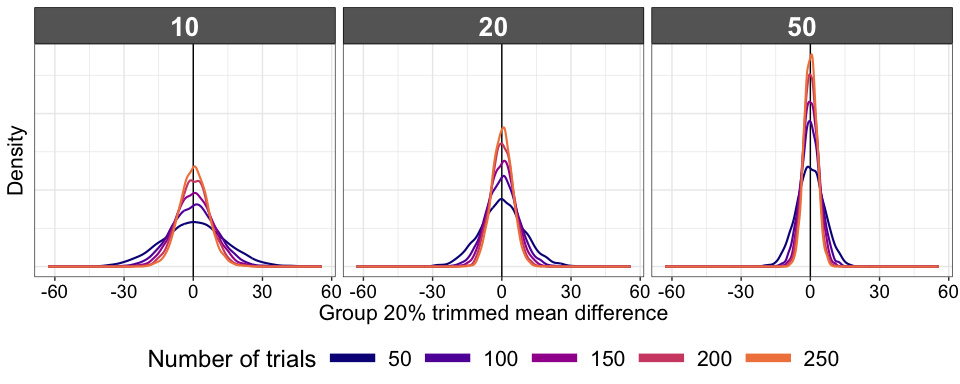 10 20 50
Density
-60 -30 0 30 60 -60 -30 0 30 60 -60 -30 0 30 60
Group 20% trimmed mean difference
Number of trials 50 100 150 200 250